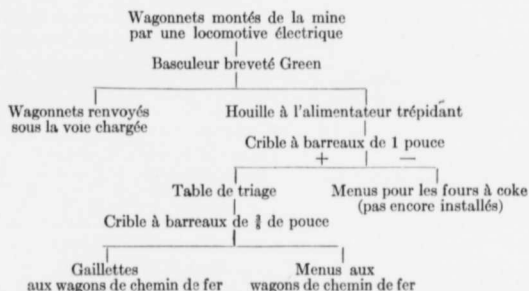 Wagonnets montés de la mine
par une locomotive électrique
Basculeur breveté Green
Wagonnets renvoyés
sous la voie chargée
Houille à l'alimentateur trépidant
Crible à barreaux de 1 pouce
+ —
Table de triage
Menus pour les fours à coke
(pas encore installés)
Crible à barreaux de ⅜ de pouce
Gaillettes
aux wagons de chemin de fer
Menus aux
wagons de chemin de fer